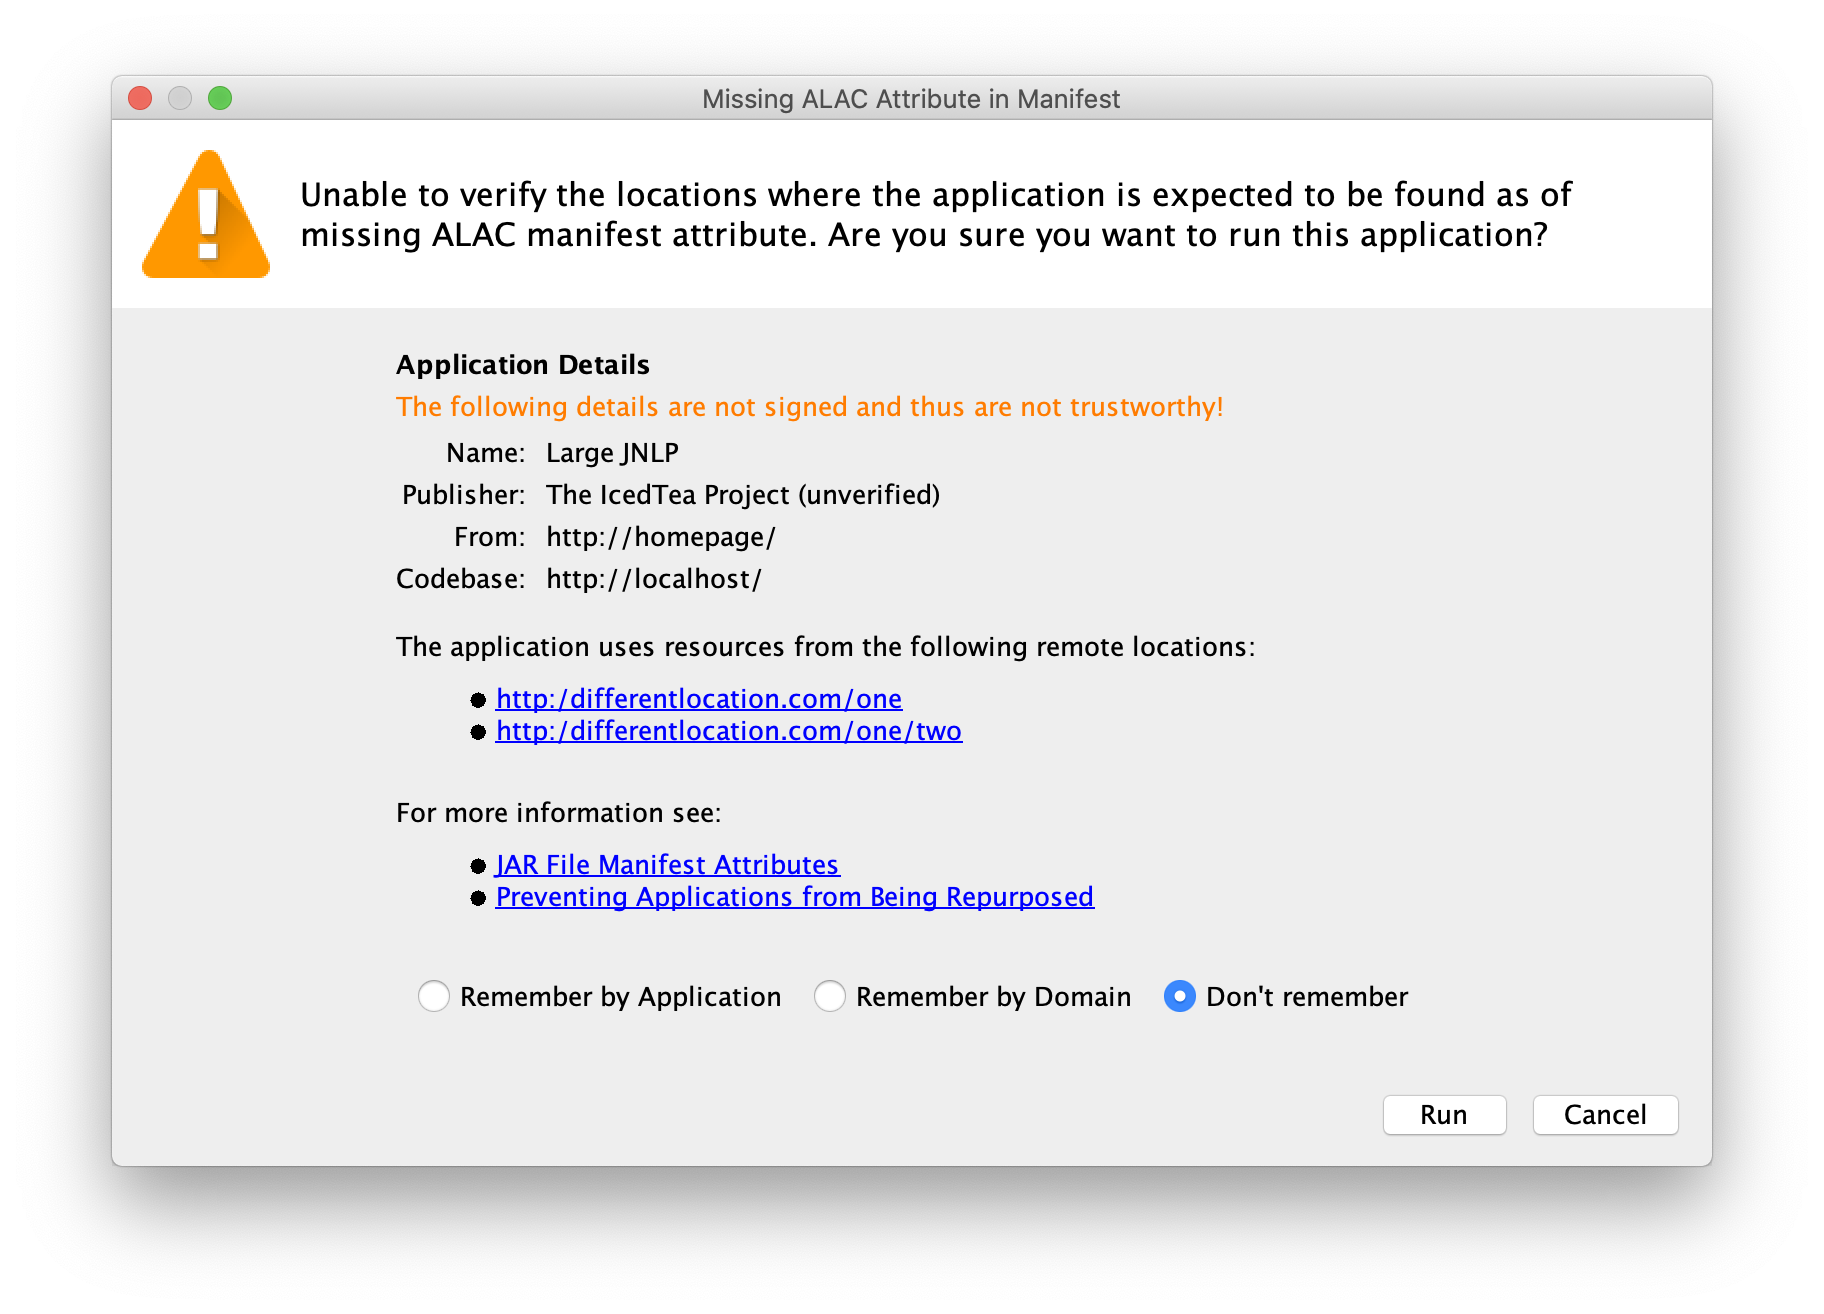 Missing ALAC Attribute in Manifest
Unable to verify the locations where the application is expected to be found as of
missing ALAC manifest attribute. Are you sure you want to run this application?
Application Details
The following details are not signed and thus are not trustworthy!
Name: Large JNLP
Publisher: The IcedTea Project (unverified)
From: http://homepage/
Codebase: http://localhost/
The application uses resources from the following remote locations:
● http:/differentlocation.com/one
● http:/differentlocation.com/one/two
For more information see:
● JAR File Manifest Attributes
● Preventing Applications from Being Repurposed
Remember by Application Remember by Domain Don't remember
Run Cancel